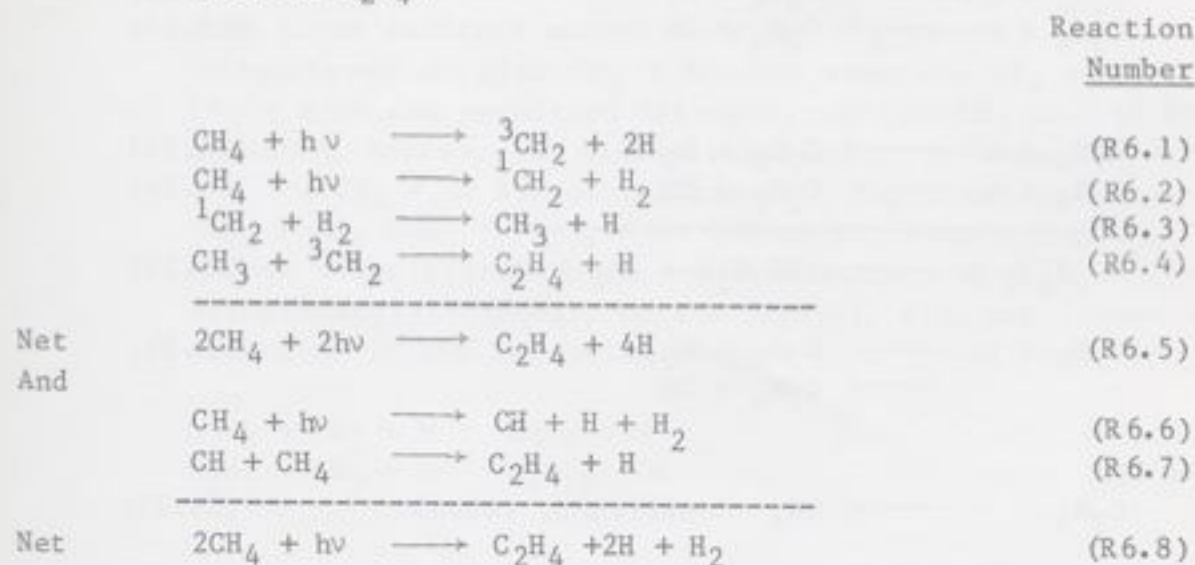 Reaction
Number
CH₄ + hν ⟶ ³CH₂ + 2H (R6.1)
CH₄ + hν ⟶ ¹CH₂ + H₂ (R6.2)
¹CH₂ + H₂ ⟶ CH₃ + H (R6.3)
CH₃ + ³CH₂ ⟶ C₂H₄ + H (R6.4)
Net 2CH₄ + 2hν ⟶ C₂H₄ + 4H (R6.5)
And
CH₄ + hν ⟶ CH + H + H₂ (R6.6)
CH + CH₄ ⟶ C₂H₄ + H (R6.7)
Net 2CH₄ + hν ⟶ C₂H₄ +2H + H₂ (R6.8)